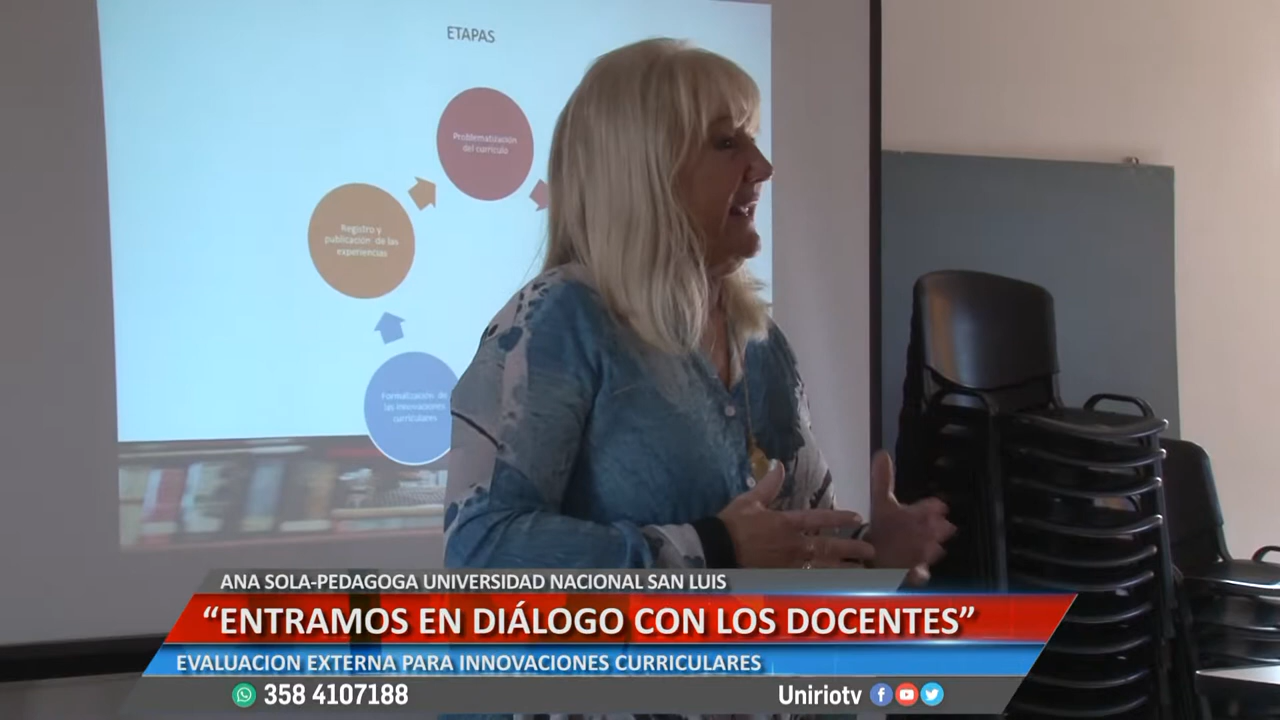 ETAPAS
Problematización
del currículo
Registro y
publicación de las
experiencias
Formalización de
las innovaciones
curriculares
ANA SOLA-PEDAGOGA UNIVERSIDAD NACIONAL SAN LUIS
“ENTRAMOS EN DIÁLOGO CON LOS DOCENTES”
EVALUACION EXTERNA PARA INNOVACIONES CURRICULARES
358 4107188
Uniriotv